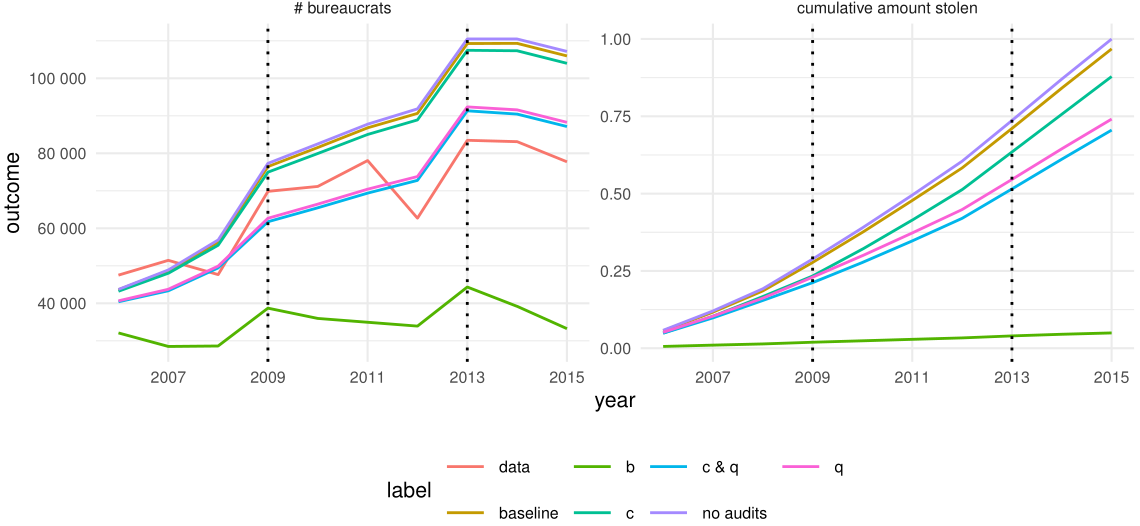 # bureaucrats
cumulative amount stolen
outcome
100 000
80 000
60 000
40 000
2007 2009 2011 2013 2015
1.00
0.75
0.50
0.25
0.00
2007 2009 2011 2013 2015
year
label
data b c & q q
baseline c no audits